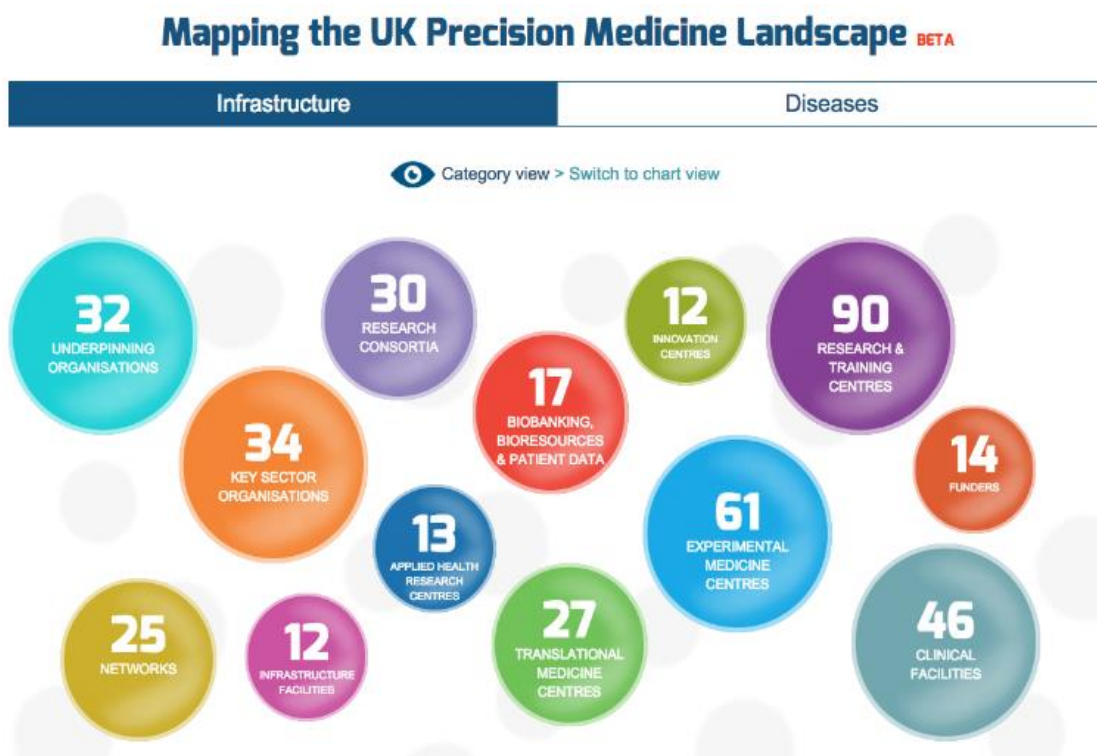 Mapping the UK Precision Medicine Landscape BETA
Infrastructure
Diseases
Category view > Switch to chart view
32
UNDERPINNING
ORGANISATIONS
30
RESEARCH
CONSORTIA
12
INNOVATION
CENTRES
90
RESEARCH &
TRAINING
CENTRES
34
KEY SECTOR
ORGANISATIONS
17
BIOBANKING,
BIORESOURCES
& PATIENT DATA
14
FUNDERS
13
APPLIED HEALTH
RESEARCH
CENTRES
61
EXPERIMENTAL
MEDICINE
CENTRES
25
NETWORKS
12
INFRASTRUCTURE
FACILITIES
27
TRANSLATIONAL
MEDICINE
CENTRES
46
CLINICAL
FACILITIES